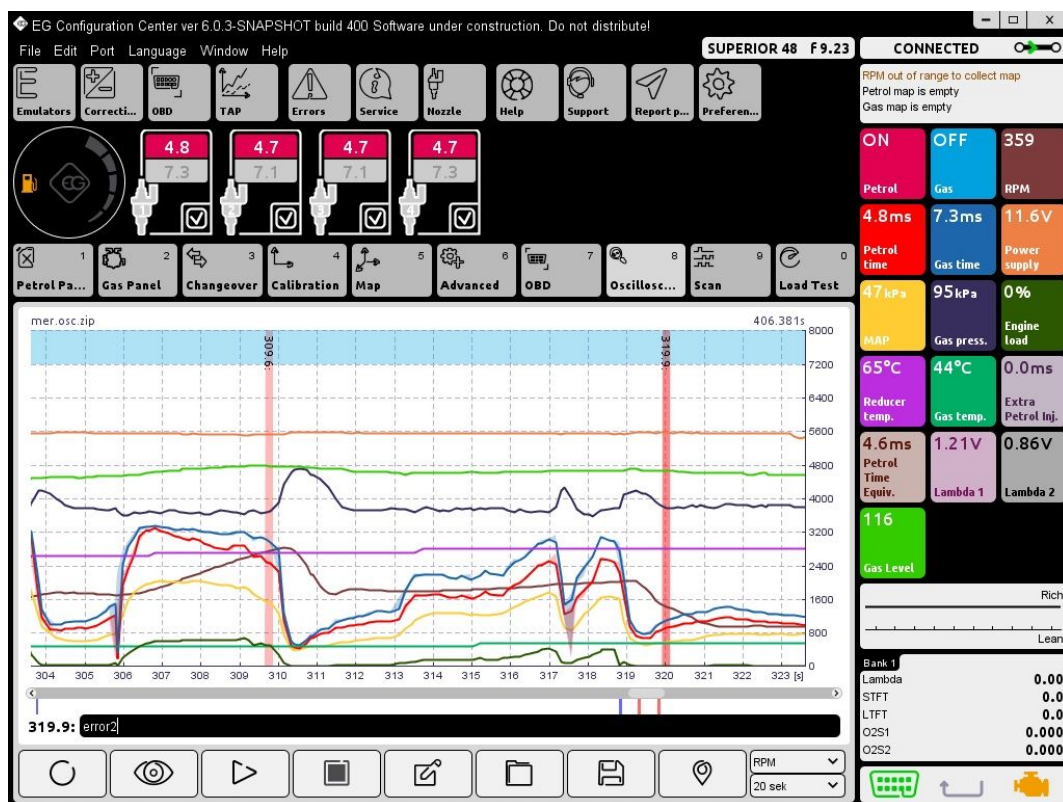 EG Configuration Center ver 6.0.3-SNAPSHOT build 400 Software under construction. Do not distribute!
File Edit Port Language Window Help
SUPERIOR 48 F 9.23
CONNECTED
RPM out of range to collect map
Petrol map is empty
Gas map is empty
Emulators
Correcti...
OBD
TAP
Errors
Service
Nozzle
Help
Support
Report p...
Preferen...
EG
4.8
7.3
1
4.7
7.1
2
4.7
7.1
3
4.7
7.3
4
1 Petrol Pa...
2 Gas Panel
3 Changeover
4 Calibration
5 Map
6 Advanced
7 OBD
8 Oscillosc...
9 Scan
0 Load Test
ON
Petrol
OFF
Gas
359
RPM
4.8ms
Petrol
time
7.3ms
Gas time
11.6V
Power
supply
47kPa
MAP
95kPa
Gas press.
0%
Engine
load
65°C
Reducer
temp.
44°C
Gas temp.
0.0ms
Extra
Petrol Inj.
4.6ms
Petrol
Time
Equiv.
1.21V
Lambda 1
0.86V
Lambda 2
116
Gas Level
Rich
Lean
Bank 1
Lambda 0.00
STFT 0.0
LTFT 0.0
O2S1 0.000
O2S2 0.000
mer.osc.zip
406.381s
309.6:
319.9:
8000
7200
6400
5600
4800
4000
3200
2400
1600
800
0
304 305 306 307 308 309 310 311 312 313 314 315 316 317 318 319 320 321 322 323 [s]
319.9: error2
RPM
20 sek